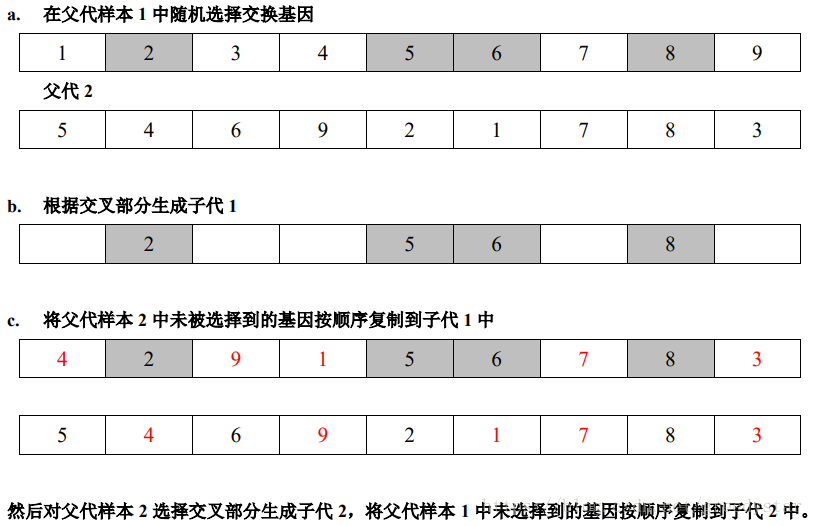 a. 在父代样本 1 中随机选择交换基因
1 2 3 4 5 6 7 8 9
父代 2
5 4 6 9 2 1 7 8 3
b. 根据交叉部分生成子代 1
2 5 6 8
c. 将父代样本 2 中未被选择到的基因按顺序复制到子代 1 中
4 2 9 1 5 6 7 8 3
5 4 6 9 2 1 7 8 3
然后对父代样本 2 选择交叉部分生成子代 2，将父代样本 1 中未选择到的基因按顺序复制到子代 2 中。